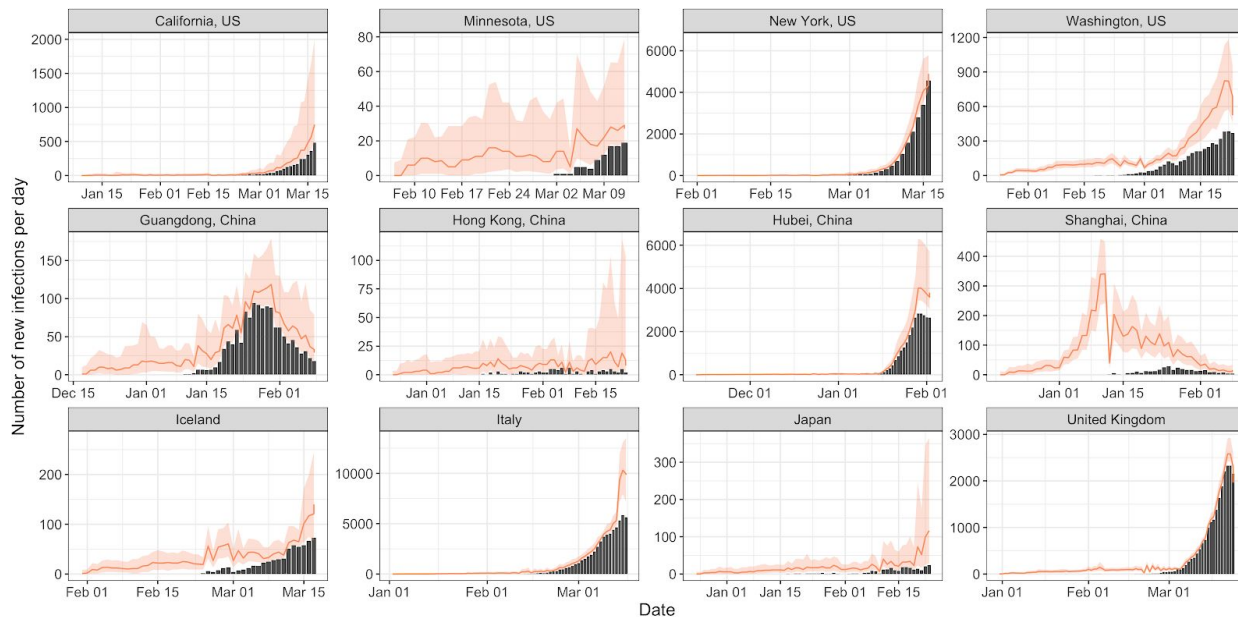 California, US
Minnesota, US
New York, US
Washington, US
2000
1500
1000
500
0
Jan 15
Feb 01
Feb 15
Mar 01
Mar 15
80
60
40
20
0
Feb 10
Feb 17
Feb 24
Mar 02
Mar 09
6000
4000
2000
0
Feb 01
Mar 01
Mar 15
1200
900
600
300
0
Feb 01
Feb 15
Mar 01
Mar 15
Number of new infections per day
Guangdong, China
Hong Kong, China
Hubei, China
Shanghai, China
150
100
50
0
Dec 15
Jan 01
Jan 15
Feb 01
100
75
50
25
0
Jan 01
Jan 15
Feb 01
Feb 15
6000
4000
2000
0
Dec 01
Jan 01
Feb 01
400
300
200
100
0
Jan 01
Jan 15
Feb 01
Iceland
Italy
Japan
United Kingdom
200
100
0
Feb 01
Feb 15
Mar 01
Mar 15
10000
5000
0
Jan 01
Feb 01
Mar 01
300
200
100
0
Jan 01
Jan 15
Feb 01
Feb 15
3000
2000
1000
0
Jan 01
Feb 01
Mar 01
Date